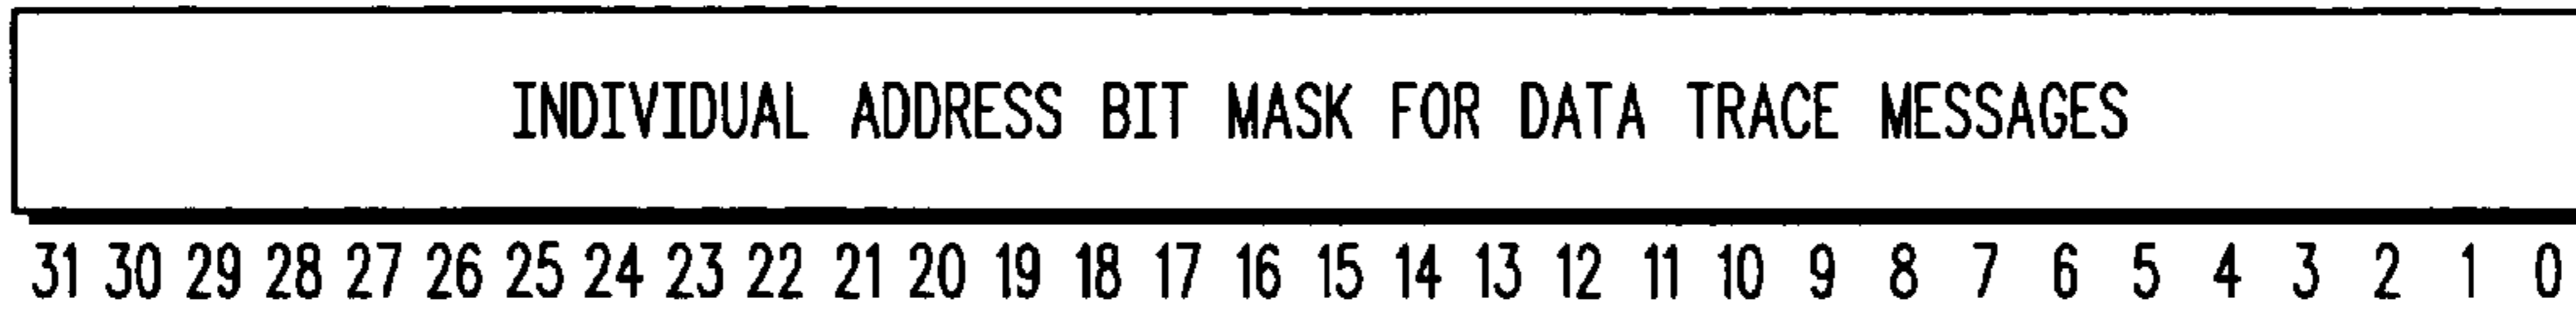 INDIVIDUAL ADDRESS BIT MASK FOR DATA TRACE MESSAGES
31 30 29 28 27 26 25 24 23 22 21 20 19 18 17 16 15 14 13 12 11 10 9 8 7 6 5 4 3 2 1 0